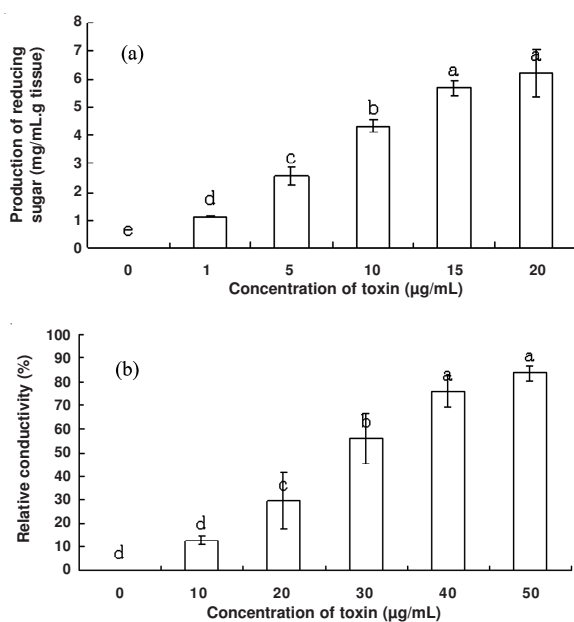 8
7
6
5
4
3
2
1
0
Production of reducing
sugar (mg/mL.g tissue)
(a)
e
d
c
b
a
a
0 1 5 10 15 20
Concentration of toxin (μg/mL)
100
90
80
70
60
50
40
30
20
10
0
Relative conductivity (%)
(b)
d
d
c
b
a
a
0 10 20 30 40 50
Concentration of toxin (μg/mL)